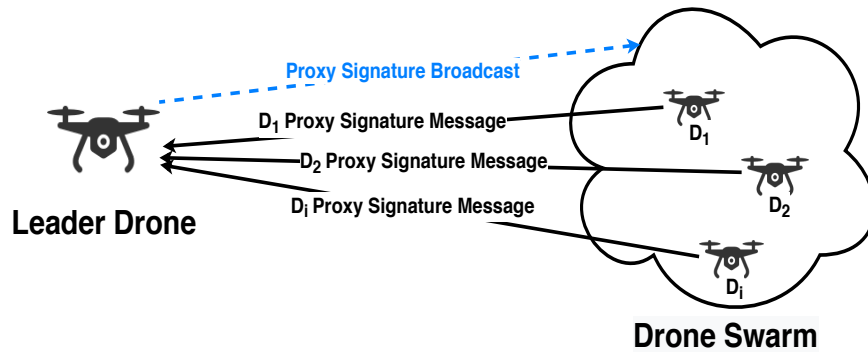 Proxy Signature Broadcast
D₁ Proxy Signature Message
D₁
D₂ Proxy Signature Message
D₂
Dᵢ Proxy Signature Message
Leader Drone
Dᵢ
Drone Swarm